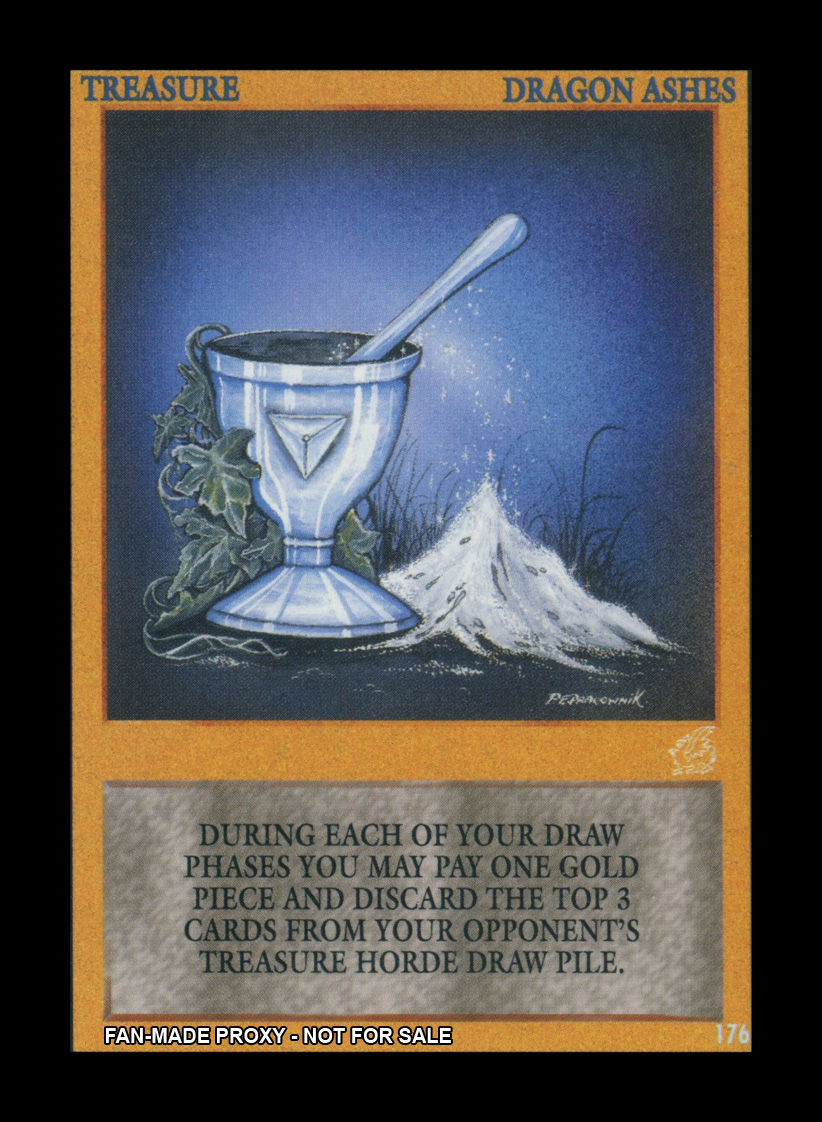 TREASURE
DRAGON ASHES
PEDRAKOWNIK
DURING EACH OF YOUR DRAW
PHASES YOU MAY PAY ONE GOLD
PIECE AND DISCARD THE TOP 3
CARDS FROM YOUR OPPONENT'S
TREASURE HORDE DRAW PILE.
FAN-MADE PROXY - NOT FOR SALE
176